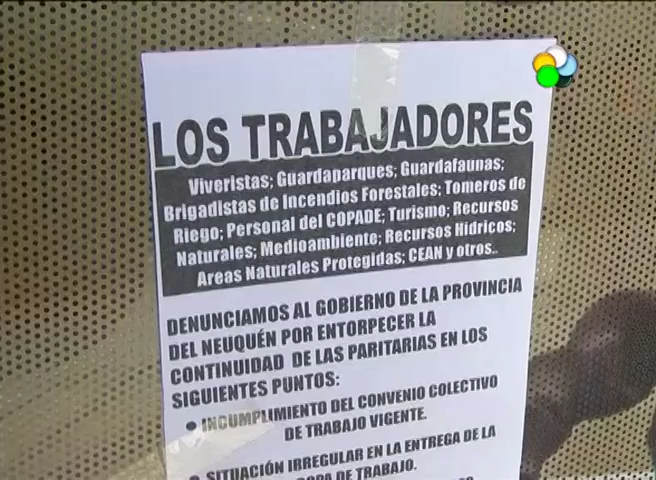 LOS TRABAJADORES
Viveristas; Guardaparques; Guardafaunas;
Brigadistas de Incendios Forestales; Tomeros de
Riego; Personal del COPADE; Turismo; Recursos
Naturales; Medioambiente; Recursos Hídricos;
Areas Naturales Protegidas; CEAN y otros..
DENUNCIAMOS AL GOBIERNO DE LA PROVINCIA
DEL NEUQUÉN POR ENTORPECER LA
CONTINUIDAD DE LAS PARITARIAS EN LOS
SIGUIENTES PUNTOS:
• INCUMPLIMIENTO DEL CONVENIO COLECTIVO
DE TRABAJO VIGENTE.
• SITUACIÓN IRREGULAR EN LA ENTREGA DE LA
ROPA DE TRABAJO.